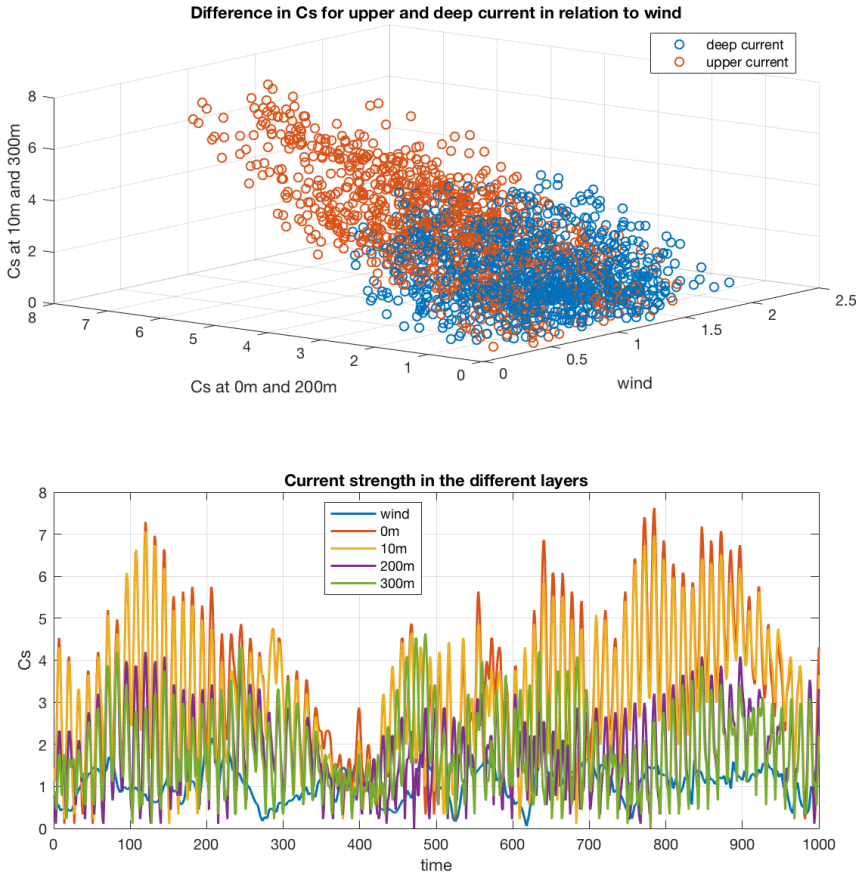 Difference in Cs for upper and deep current in relation to wind
deep current
upper current
8
6
4
2
0
Cs at 10m and 300m
8
7
6
5
4
3
2
1
0
Cs at 0m and 200m
0
0.5
1
1.5
2
2.5
wind
Current strength in the different layers
wind
0m
10m
200m
300m
8
7
6
5
4
3
2
1
0
Cs
0 100 200 300 400 500 600 700 800 900 1000
time